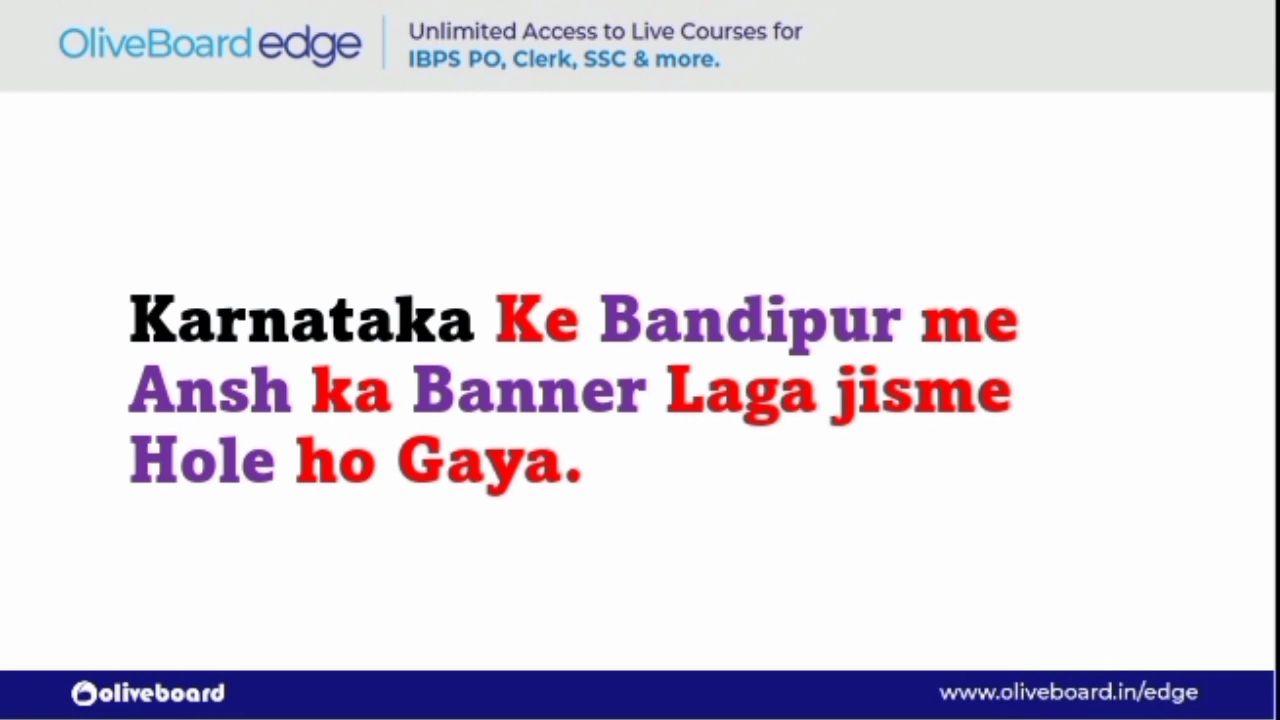 OliveBoard edge
Unlimited Access to Live Courses for
IBPS PO, Clerk, SSC & more.
Karnataka Ke Bandipur me
Ansh ka Banner Laga jisme
Hole ho Gaya.
oliveboard
www.oliveboard.in/edge